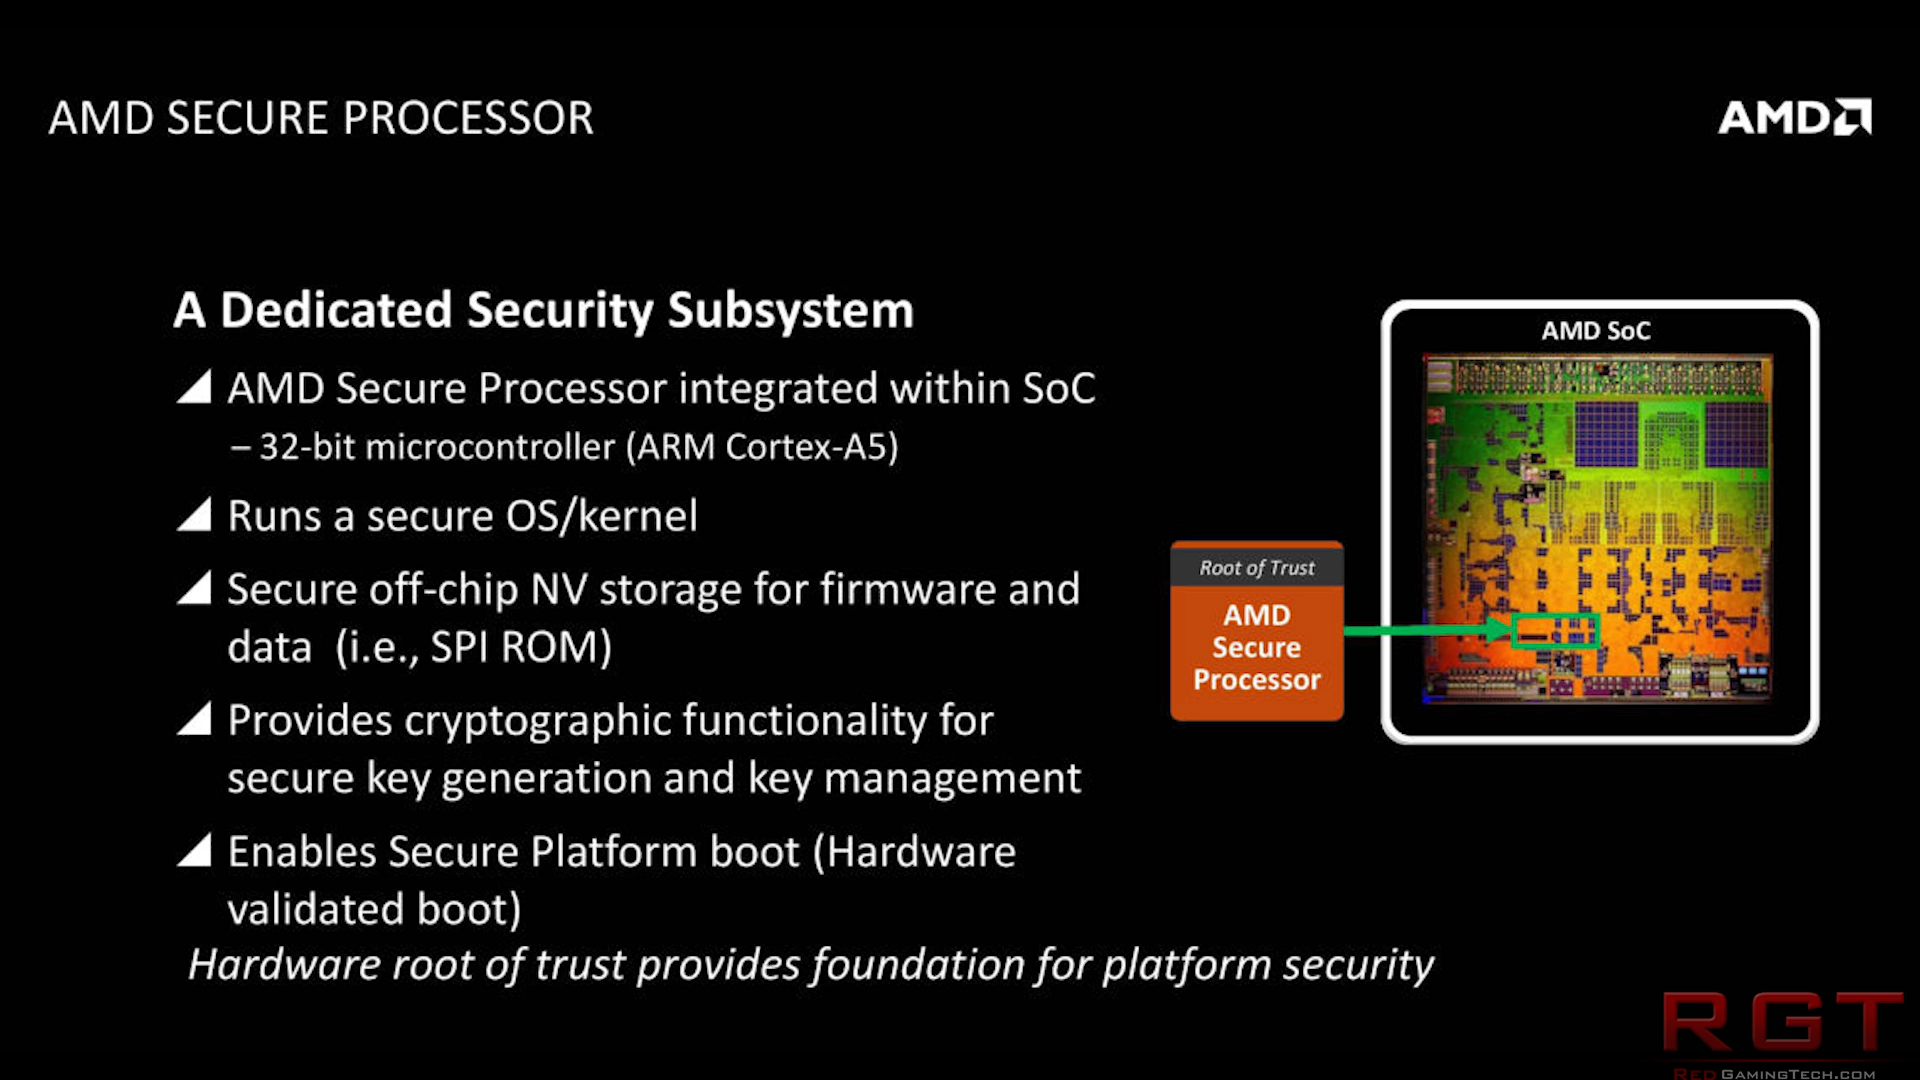 AMD SECURE PROCESSOR
AMD
A Dedicated Security Subsystem
AMD Secure Processor integrated within SoC
– 32-bit microcontroller (ARM Cortex-A5)
Runs a secure OS/kernel
Secure off-chip NV storage for firmware and
data (i.e., SPI ROM)
Provides cryptographic functionality for
secure key generation and key management
Enables Secure Platform boot (Hardware
validated boot)
Hardware root of trust provides foundation for platform security
Root of Trust
AMD
Secure
Processor
AMD SoC
RGT
REDGAMINGTECH.COM